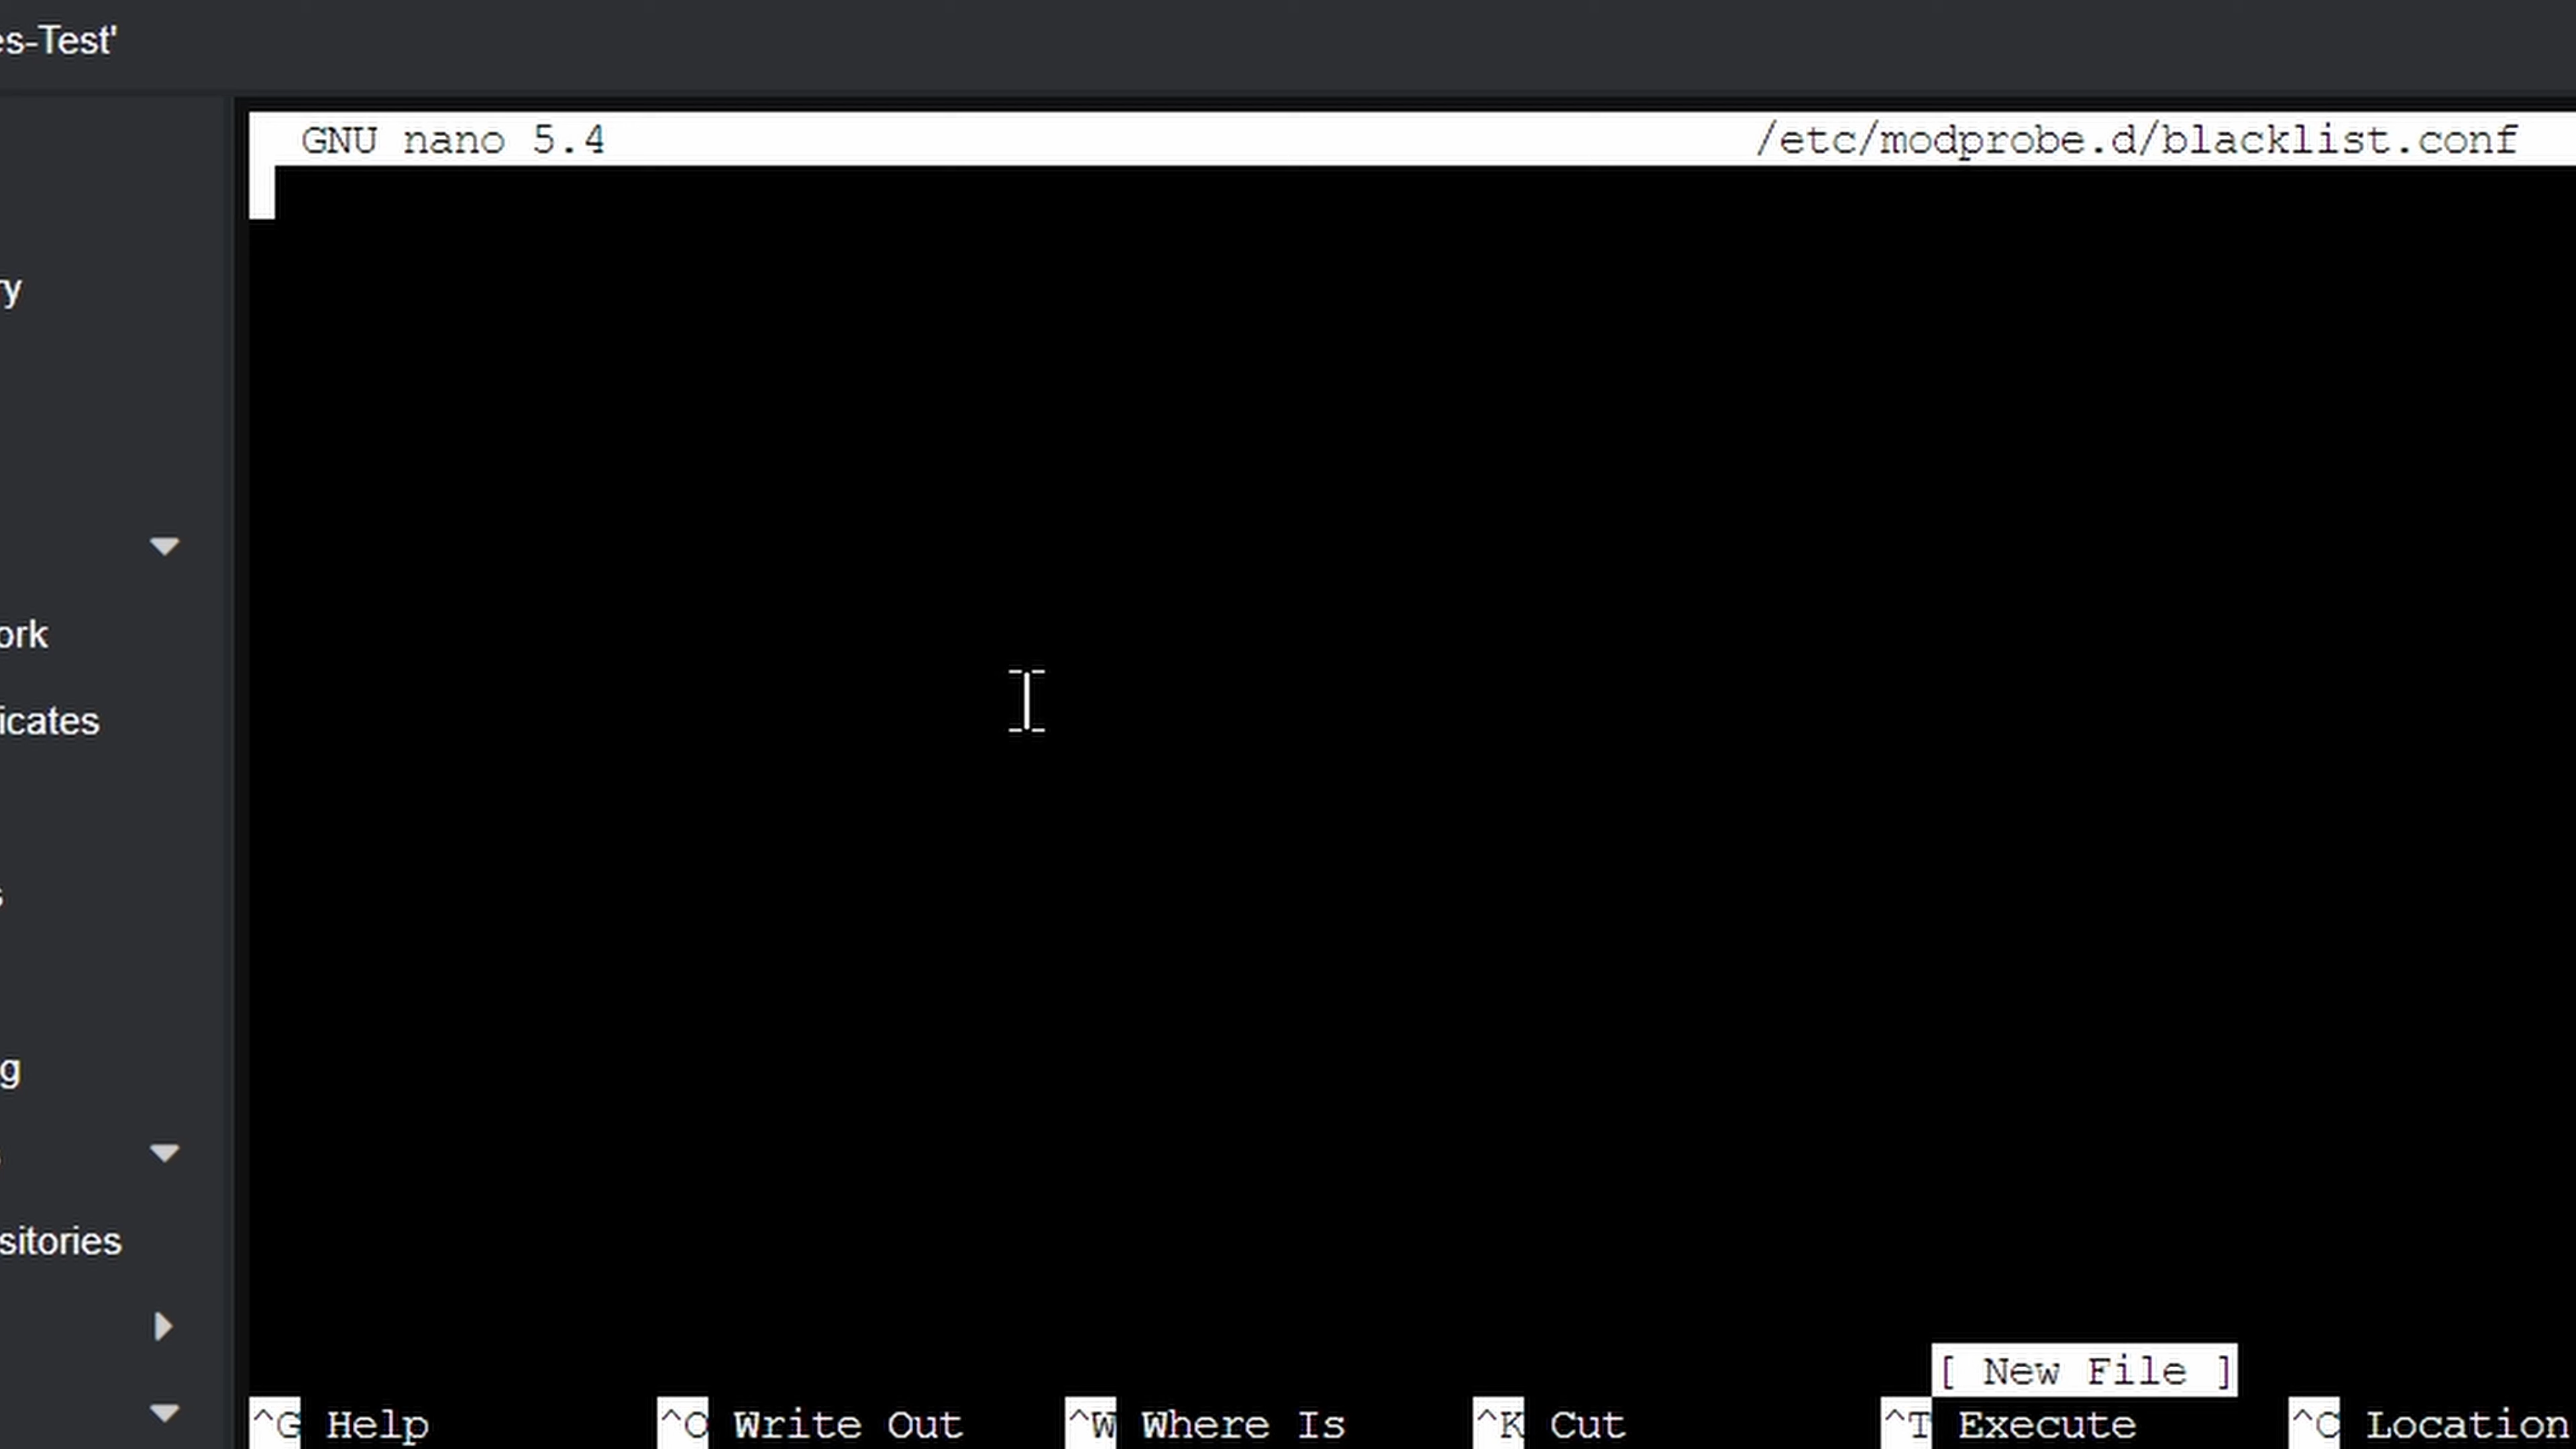 es-Test'
GNU nano 5.4 /etc/modprobe.d/blacklist.conf
ry
ork
icates
s
g
sitories
[ New File ]
^G Help ^O Write Out ^W Where Is ^K Cut ^T Execute ^C Location